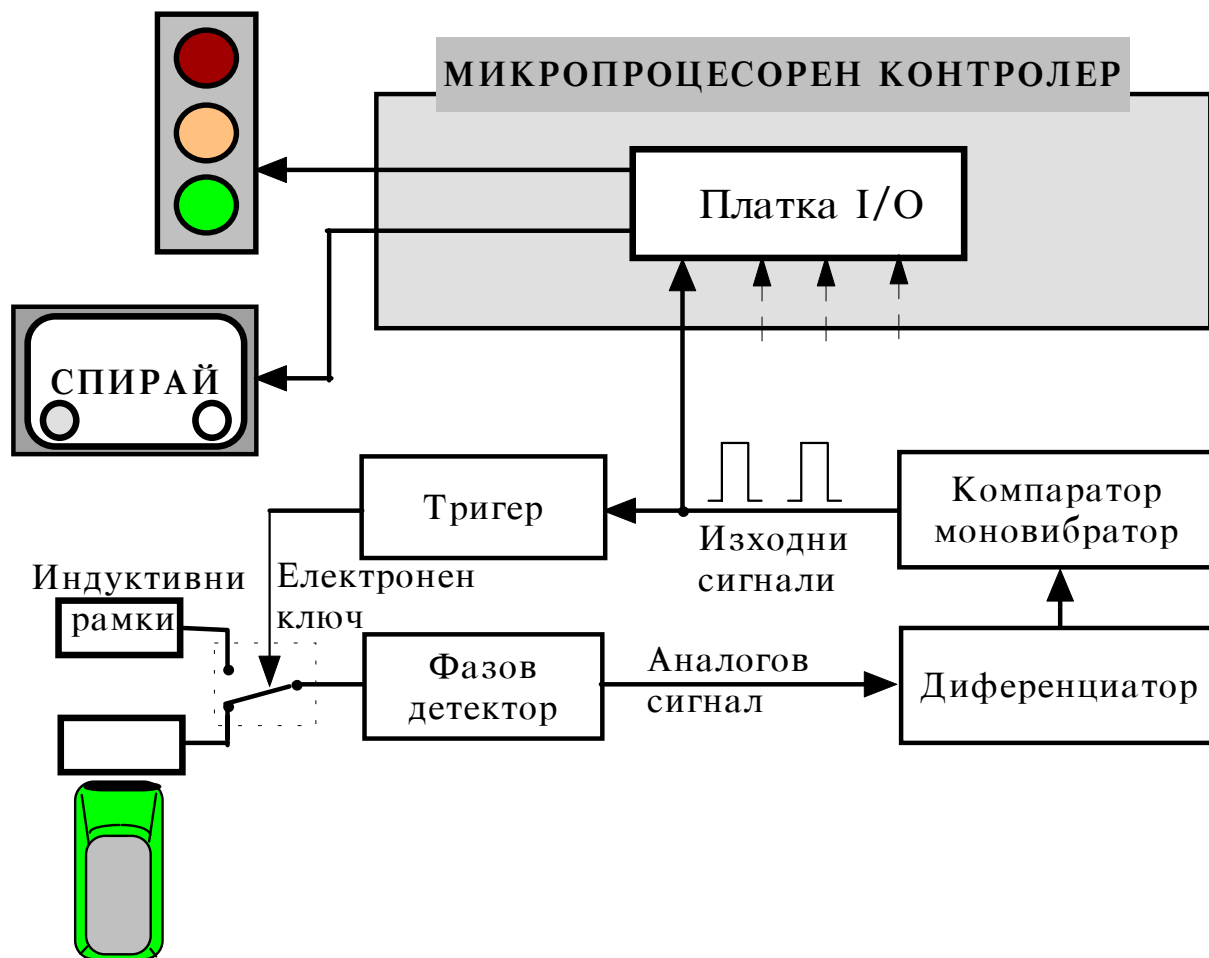 МИКРОПРОЦЕСОРЕН КОНТРОЛЕР
Платка I/O
СПИРАЙ
Тригер
Изходни
сигнали
Компаратор
моновибратор
Индуктивни
рамки
Електронен
ключ
Фазов
детектор
Аналогов
сигнал
Диференциатор